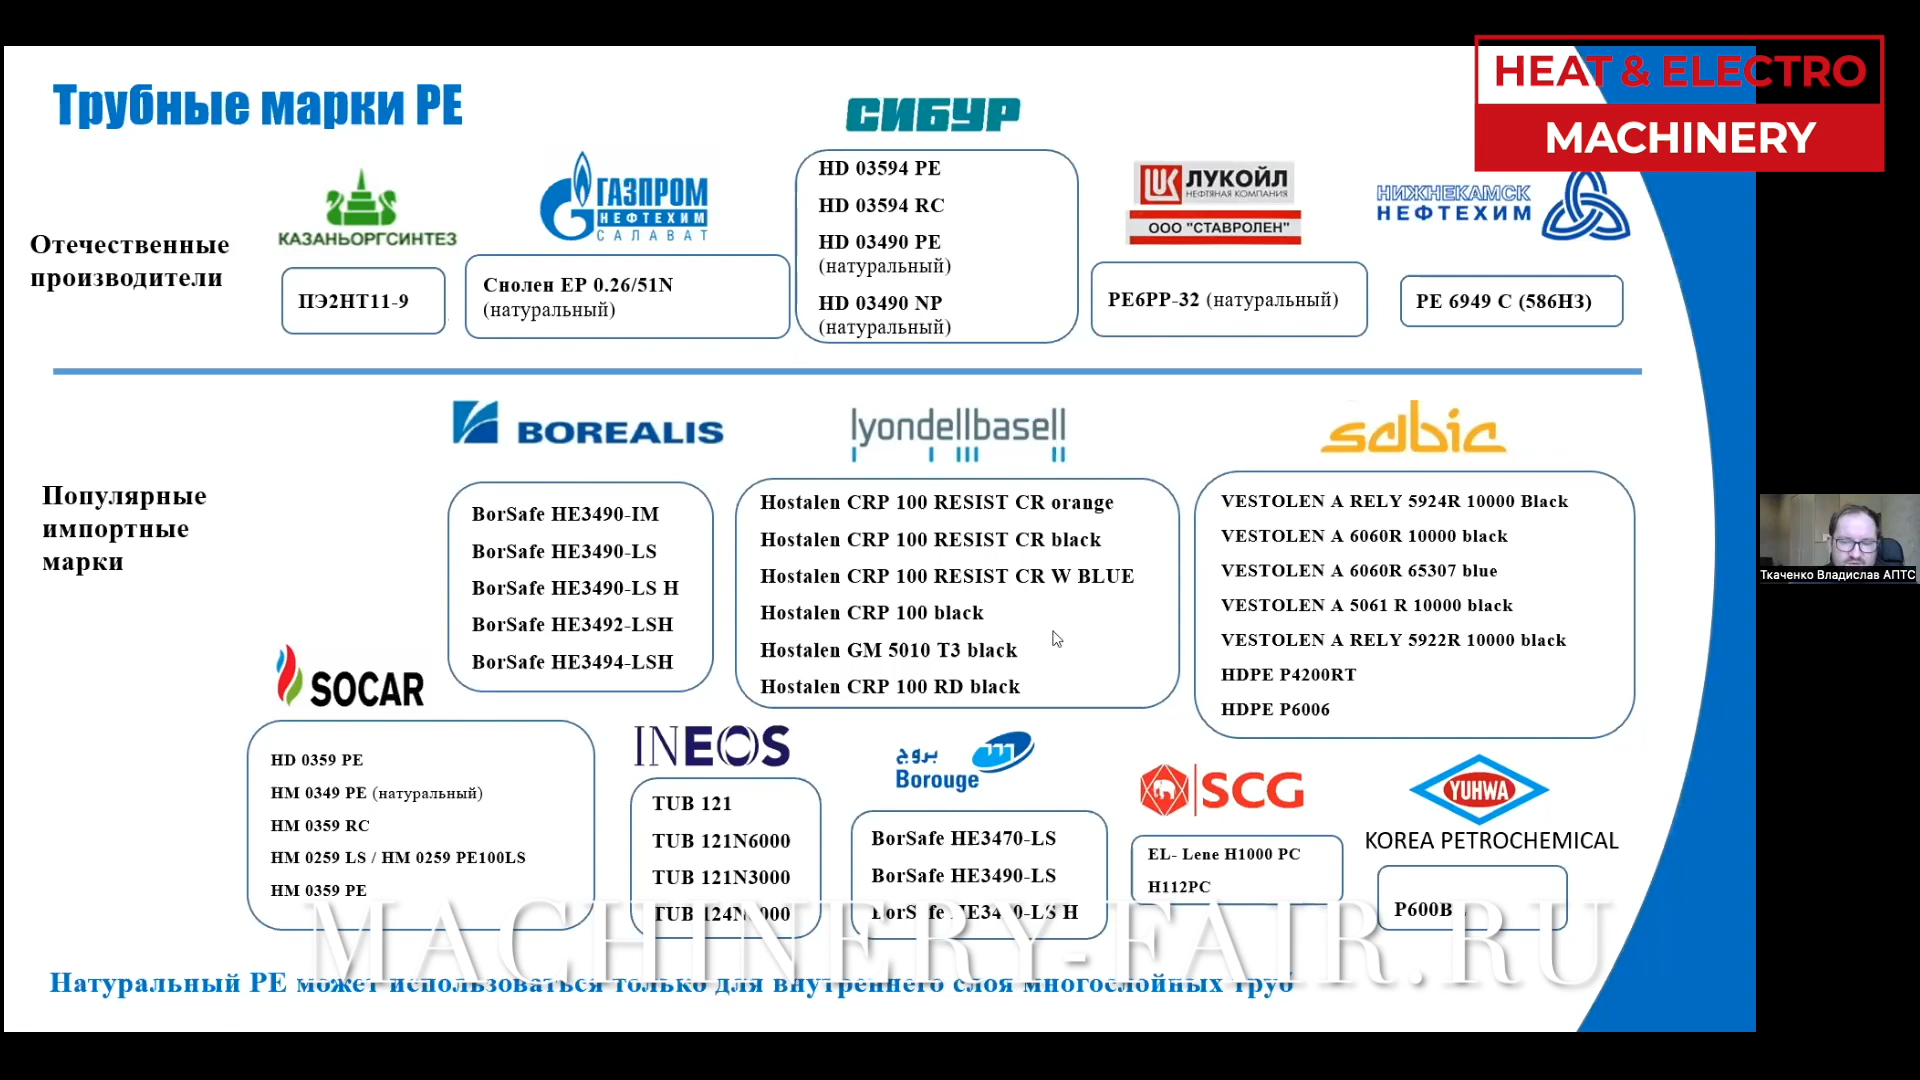 HEAT & ELECTRO
MACHINERY
Трубные марки РЕ
Отечественные
производители
КАЗАНЬОРГСИНТЕЗ
ПЭ2НТ11-9
ГАЗПРОМ
НЕФТЕХИМ
САЛАВАТ
Снолен ЕР 0.26/51N
(натуральный)
СИБУР
HD 03594 PE
HD 03594 RC
HD 03490 PE
(натуральный)
HD 03490 NP
(натуральный)
ЛУКОЙЛ
НЕФТЯНАЯ КОМПАНИЯ
ООО "СТАВРОЛЕН"
РЕ6РР-32 (натуральный)
НИЖНЕКАМСК
НЕФТЕХИМ
РЕ 6949 С (586НЗ)
Популярные
импортные
марки
BOREALIS
BorSafe HE3490-IM
BorSafe HE3490-LS
BorSafe HE3490-LS H
BorSafe HE3492-LSH
BorSafe HE3494-LSH
lyondellbasell
Hostalen CRP 100 RESIST CR orange
Hostalen CRP 100 RESIST CR black
Hostalen CRP 100 RESIST CR W BLUE
Hostalen CRP 100 black
Hostalen GM 5010 T3 black
Hostalen CRP 100 RD black
sabic
VESTOLEN A RELY 5924R 10000 Black
VESTOLEN A 6060R 10000 black
VESTOLEN A 6060R 65307 blue
VESTOLEN A 5061 R 10000 black
VESTOLEN A RELY 5922R 10000 black
HDPE P4200RT
HDPE P6006
Ткаченко Владислав АПТС
SOCAR
HD 0359 PE
HM 0349 PE (натуральный)
HM 0359 RC
HM 0259 LS / HM 0259 PE100LS
HM 0359 PE
INEOS
TUB 121
TUB 121N6000
TUB 121N3000
TUB
بروج
Borouge
BorSafe HE3470-LS
BorSafe HE3490-LS
SCG
EL- Lene H1000 PC
H112PC
YUHWA
KOREA PETROCHEMICAL
MACHINERY-FAIR.RU
Натуральный РЕ может использоваться только для внутреннего слоя многослойных труб